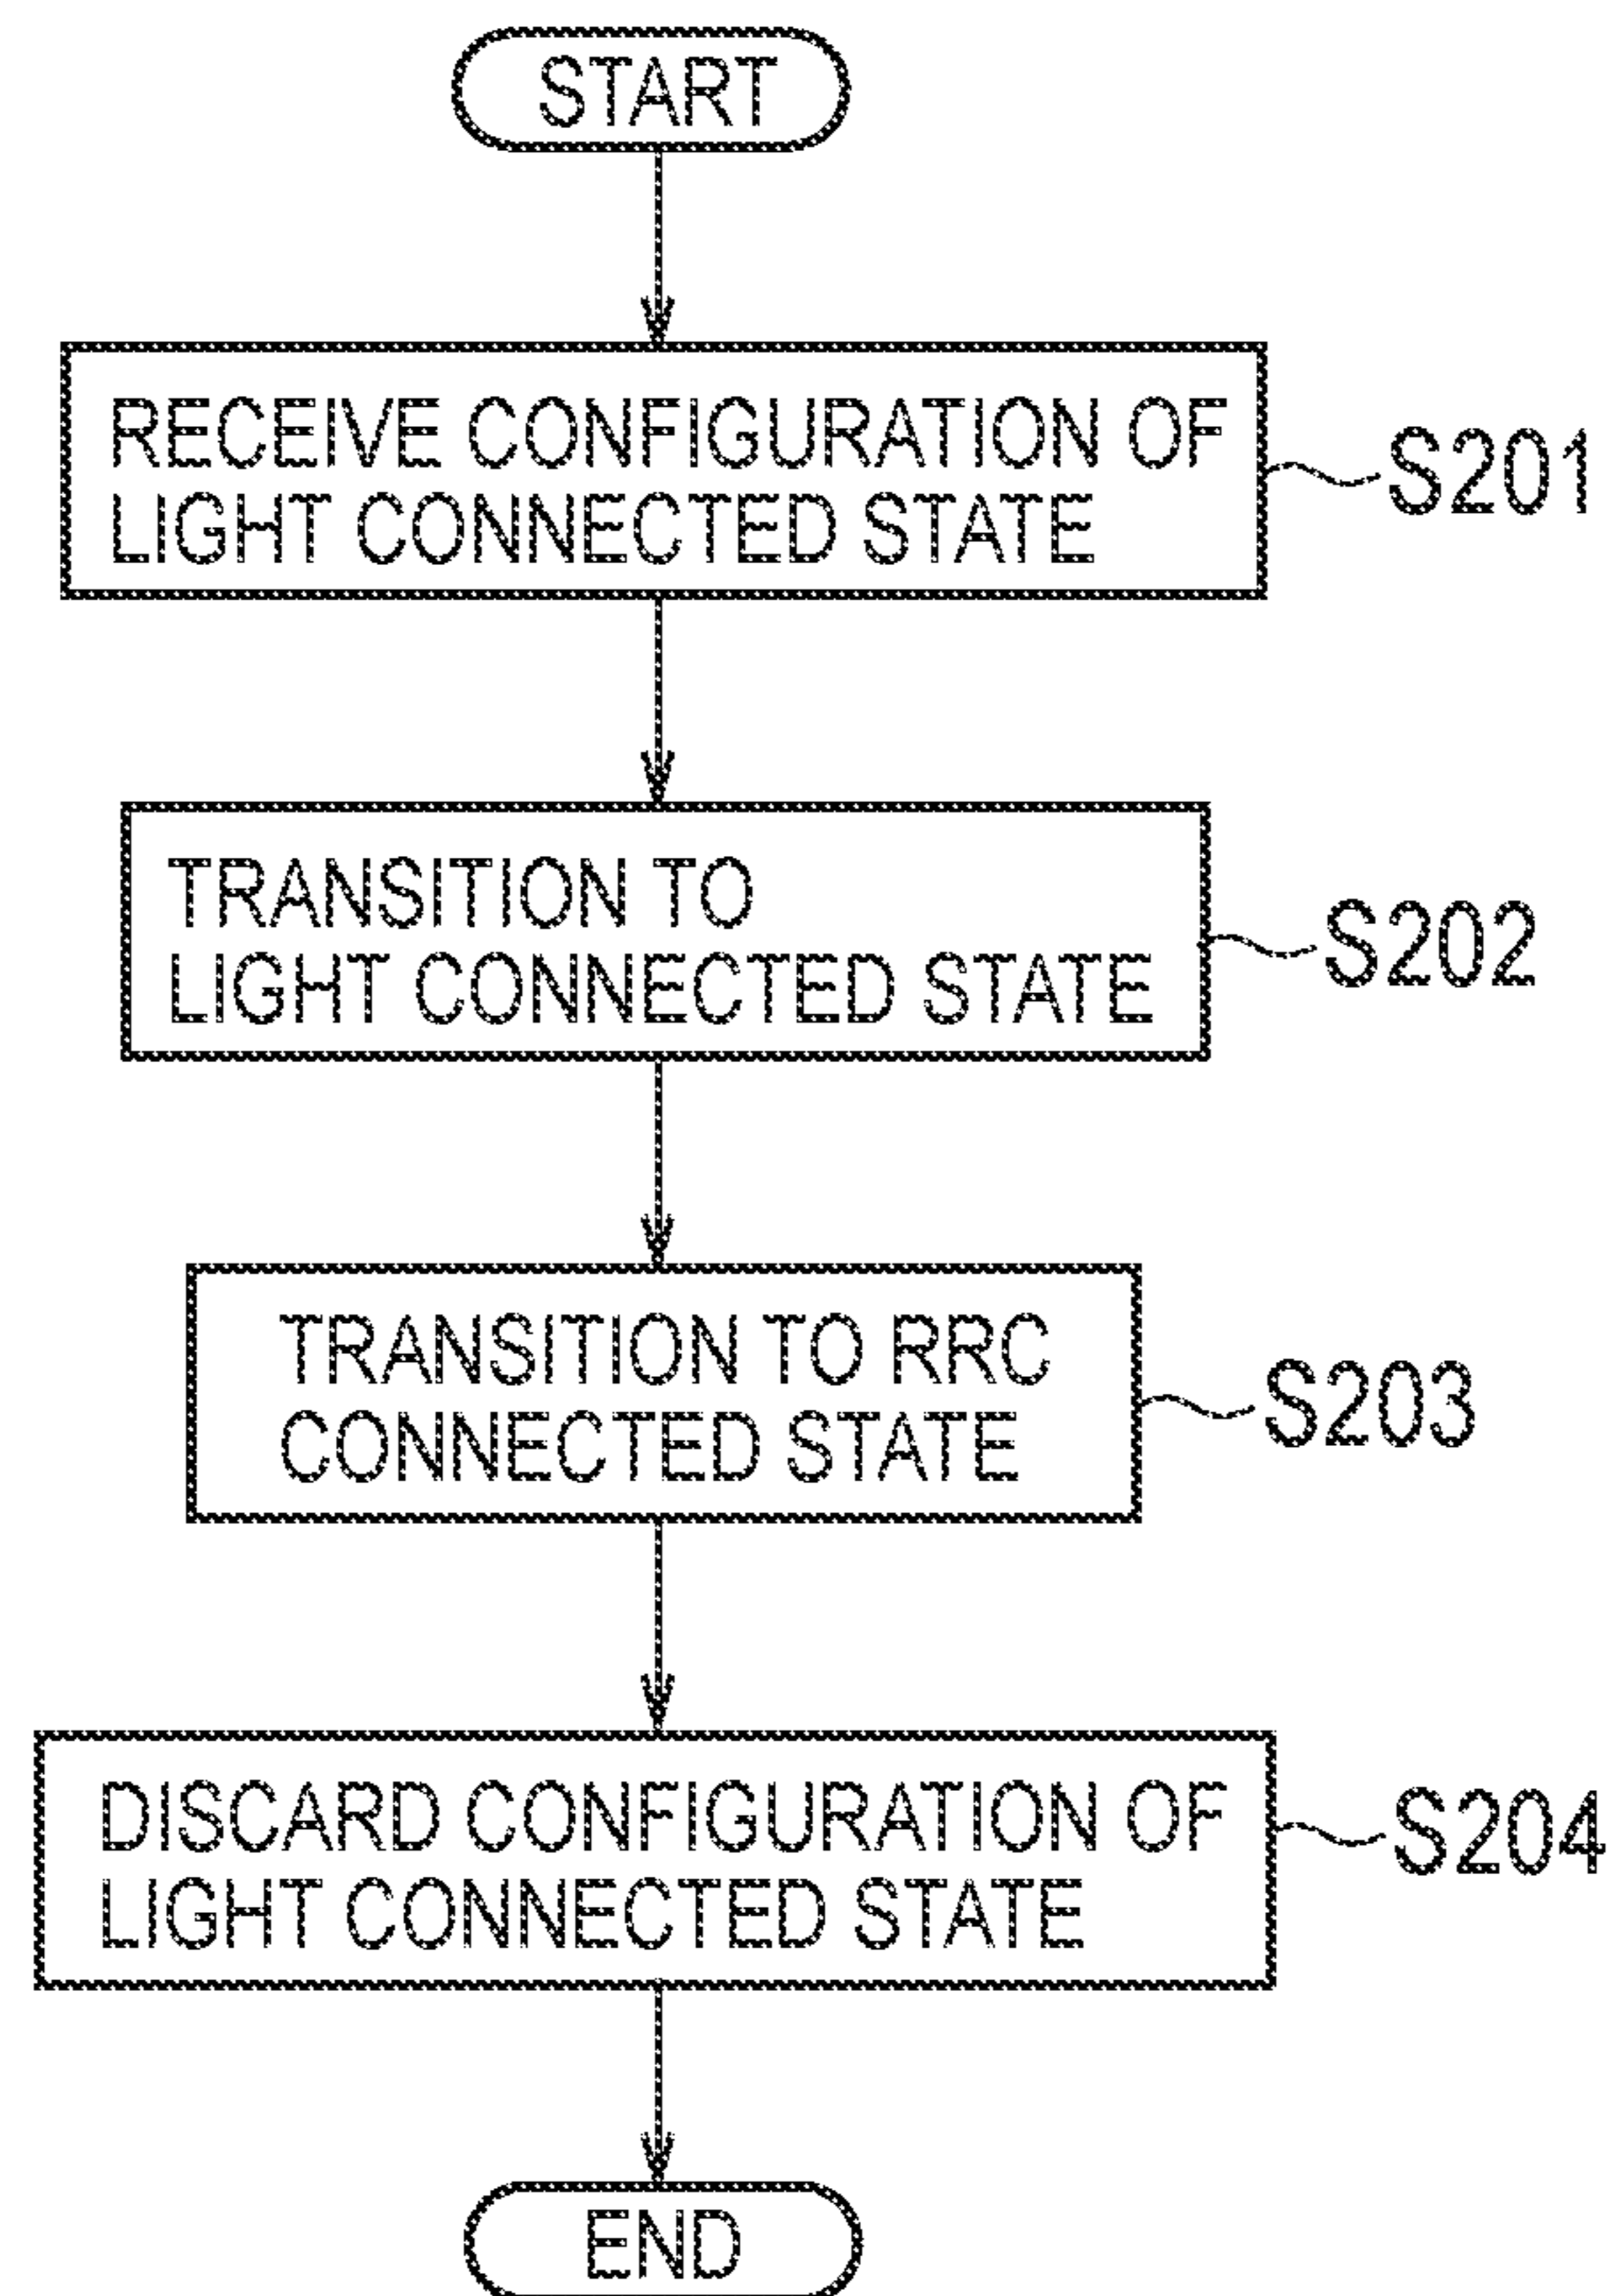 START
RECEIVE CONFIGURATION OF
LIGHT CONNECTED STATE
S201
TRANSITION TO
LIGHT CONNECTED STATE
S202
TRANSITION TO RRC
CONNECTED STATE
S203
DISCARD CONFIGURATION OF
LIGHT CONNECTED STATE
S204
END